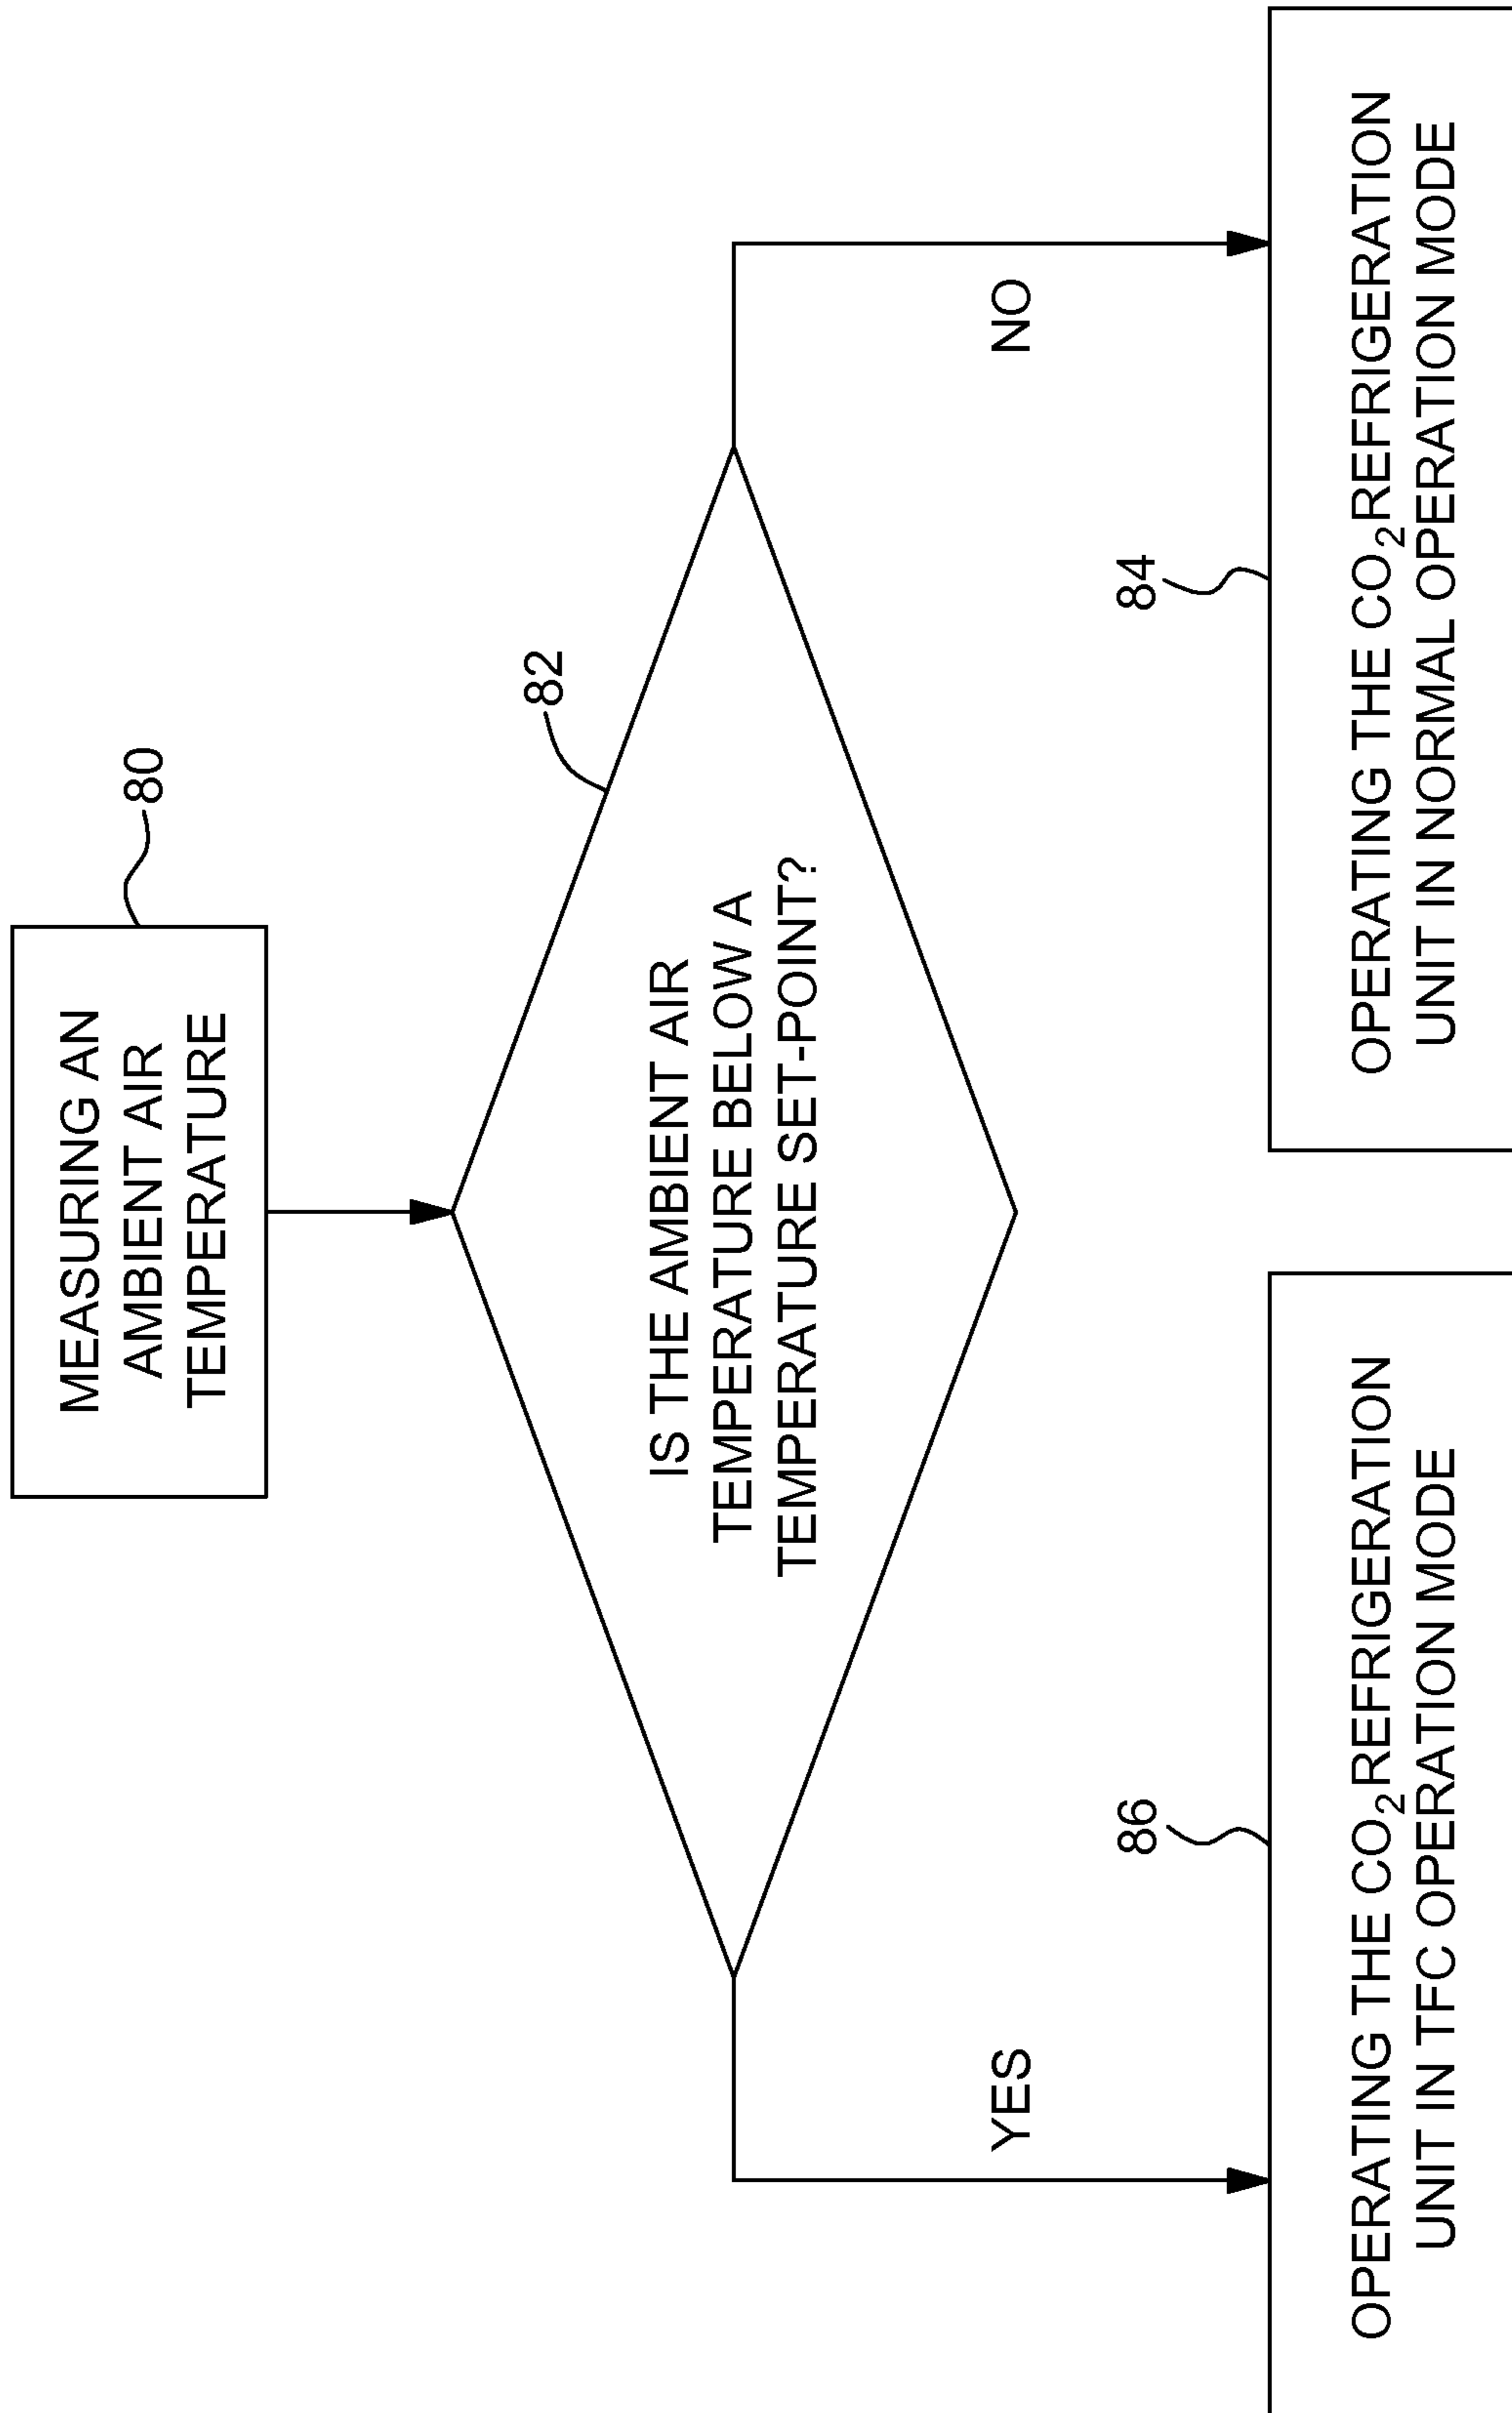 MEASURING AN
AMBIENT AIR
TEMPERATURE
80
82
IS THE AMBIENT AIR
TEMPERATURE BELOW A
TEMPERATURE SET-POINT?
YES
NO
86
OPERATING THE CO₂ REFRIGERATION
UNIT IN TFC OPERATION MODE
84
OPERATING THE CO₂ REFRIGERATION
UNIT IN NORMAL OPERATION MODE